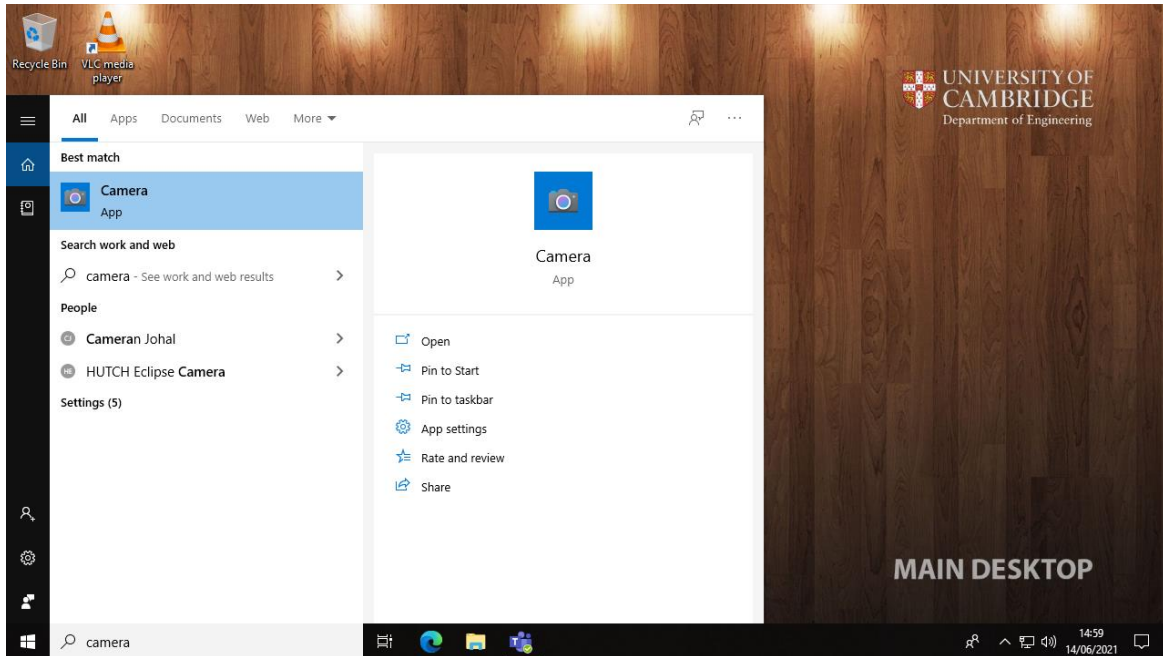 Recycle Bin
VLC media
player
UNIVERSITY OF
CAMBRIDGE
Department of Engineering
All Apps Documents Web More
Best match
Camera
App
Search work and web
camera - See work and web results
People
CJ Cameran Johal
HE HUTCH Eclipse Camera
Settings (5)
Camera
App
Open
Pin to Start
Pin to taskbar
App settings
Rate and review
Share
MAIN DESKTOP
camera
14:59
14/06/2021